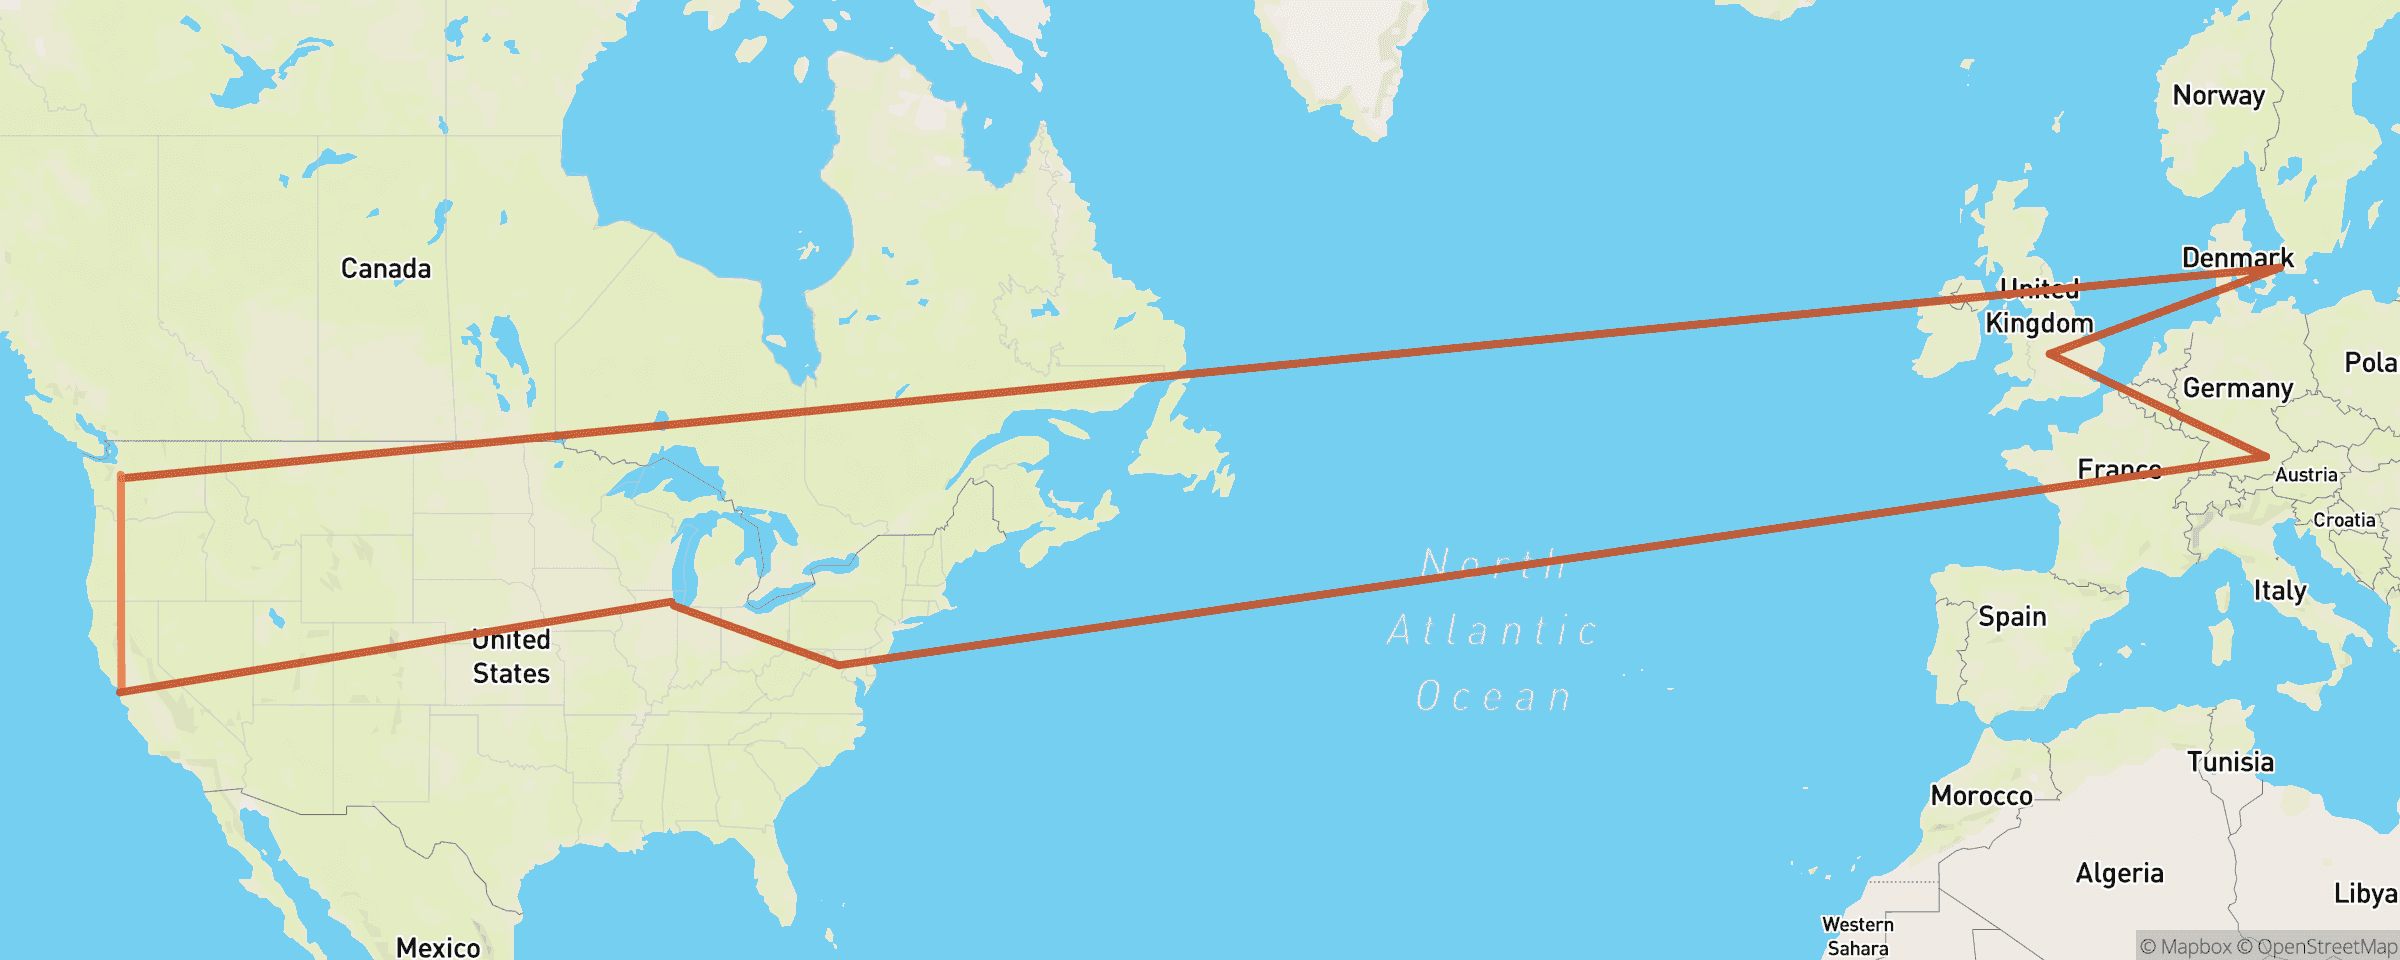 Norway
Canada
Denmark
United
Kingdom
Pola
Germany
France
Austria
Croatia
North
Italy
Spain
Atlantic
United
States
Ocean
Tunisia
Morocco
Algeria
Libya
Western
Sahara
Mexico
© Mapbox © OpenStreetMap